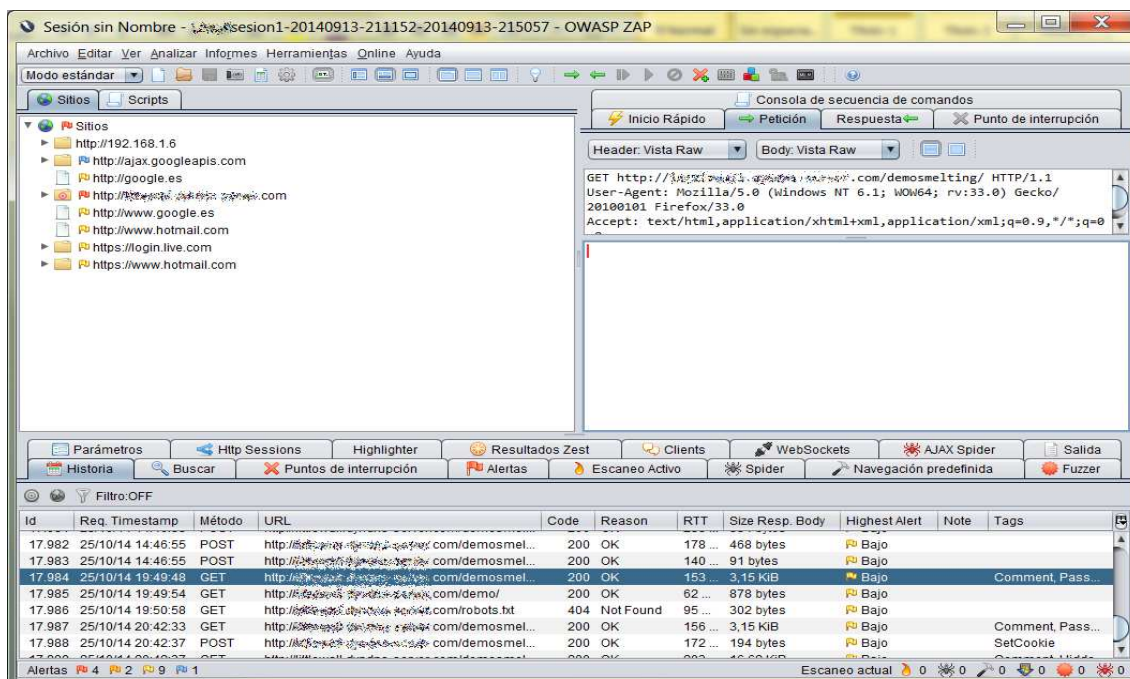 Sesión sin Nombre - sesion1-20140913-211152-20140913-215057 - OWASP ZAP
Archivo Editar Ver Analizar Informes Herramientas Online Ayuda
Modo estándar
Sitios Scripts
Sitios
http://192.168.1.6
http://ajax.googleapis.com
http://google.es
http:// .com
http://www.google.es
http://www.hotmail.com
https://login.live.com
https://www.hotmail.com
Consola de secuencia de comandos
Inicio Rápido Petición Respuesta Punto de interrupción
Header: Vista Raw Body: Vista Raw
GET http:// .com/demosmelting/ HTTP/1.1
User-Agent: Mozilla/5.0 (Windows NT 6.1; WOW64; rv:33.0) Gecko/
20100101 Firefox/33.0
Accept: text/html,application/xhtml+xml,application/xml;q=0.9,*/*;q=0
Parámetros Http Sessions Highlighter Resultados Zest Clients WebSockets AJAX Spider Salida
Historia Buscar Puntos de interrupción Alertas Escaneo Activo Spider Navegación predefinida Fuzzer
Filtro:OFF
Id Req. Timestamp Método URL Code Reason RTT Size Resp. Body Highest Alert Note Tags
17.982 25/10/14 14:46:55 POST http:// com/demosmel... 200 OK 178 ... 468 bytes Bajo
17.983 25/10/14 14:46:55 POST http:// com/demosmel... 200 OK 140 ... 91 bytes Bajo
17.984 25/10/14 19:49:48 GET http:// com/demosmel... 200 OK 153 ... 3,15 KiB Bajo Comment, Pass...
17.985 25/10/14 19:49:54 GET http:// com/demo/ 200 OK 62 ... 878 bytes Bajo
17.986 25/10/14 19:50:58 GET http:// com/robots.txt 404 Not Found 95 ... 302 bytes Bajo
17.987 25/10/14 20:42:33 GET http:// com/demosmel... 200 OK 156 ... 3,15 KiB Bajo Comment, Pass...
17.988 25/10/14 20:42:37 POST http:// com/demosmel... 200 OK 172 ... 194 bytes Bajo SetCookie
Alertas 4 2 9 1 Escaneo actual 0 0 0 0 0 0